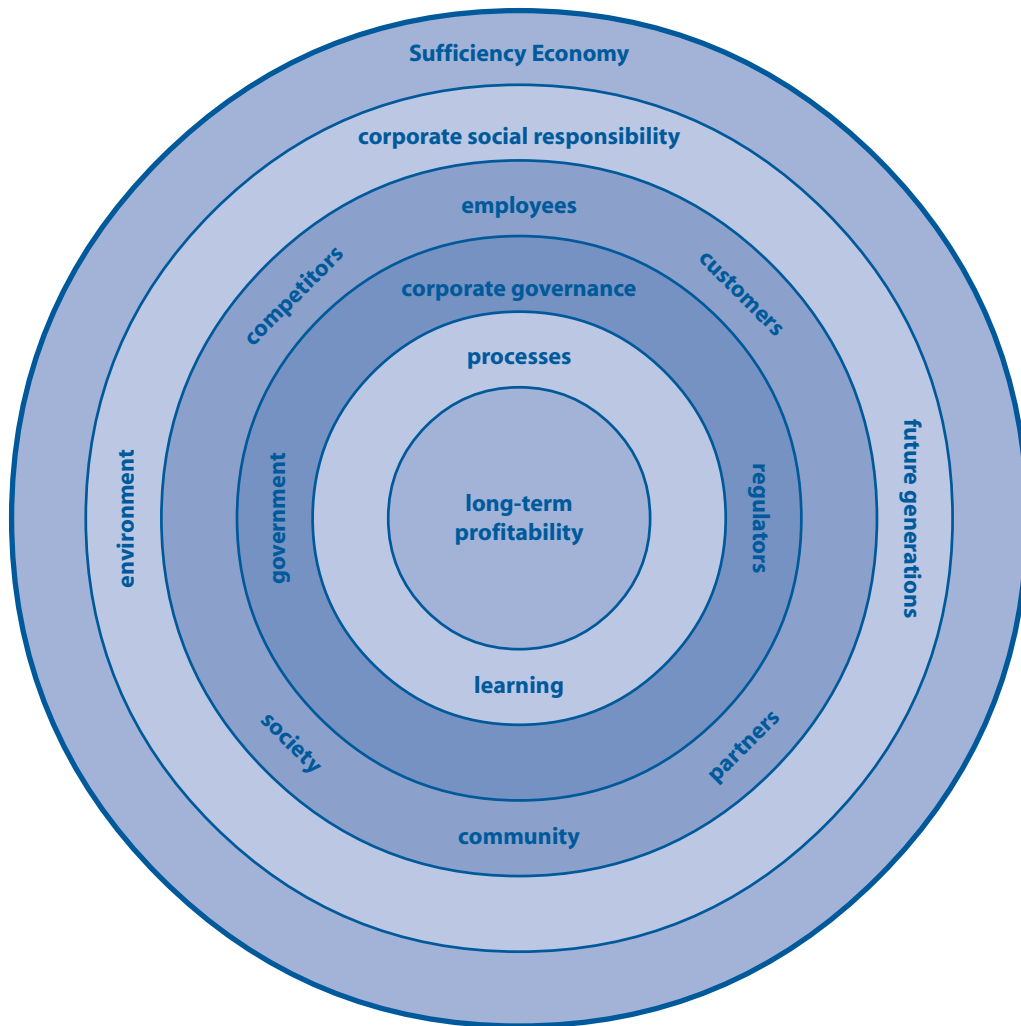 Sufficiency Economy
corporate social responsibility
employees
competitors
customers
corporate governance
processes
environment
government
long-term
profitability
regulators
future generations
learning
society
partners
community